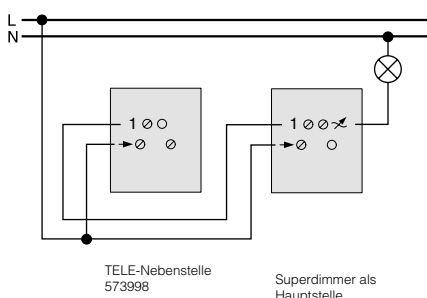 L
N
1
1
TELE-Nebenstelle
573998
Superdimmer als
Hauptstelle